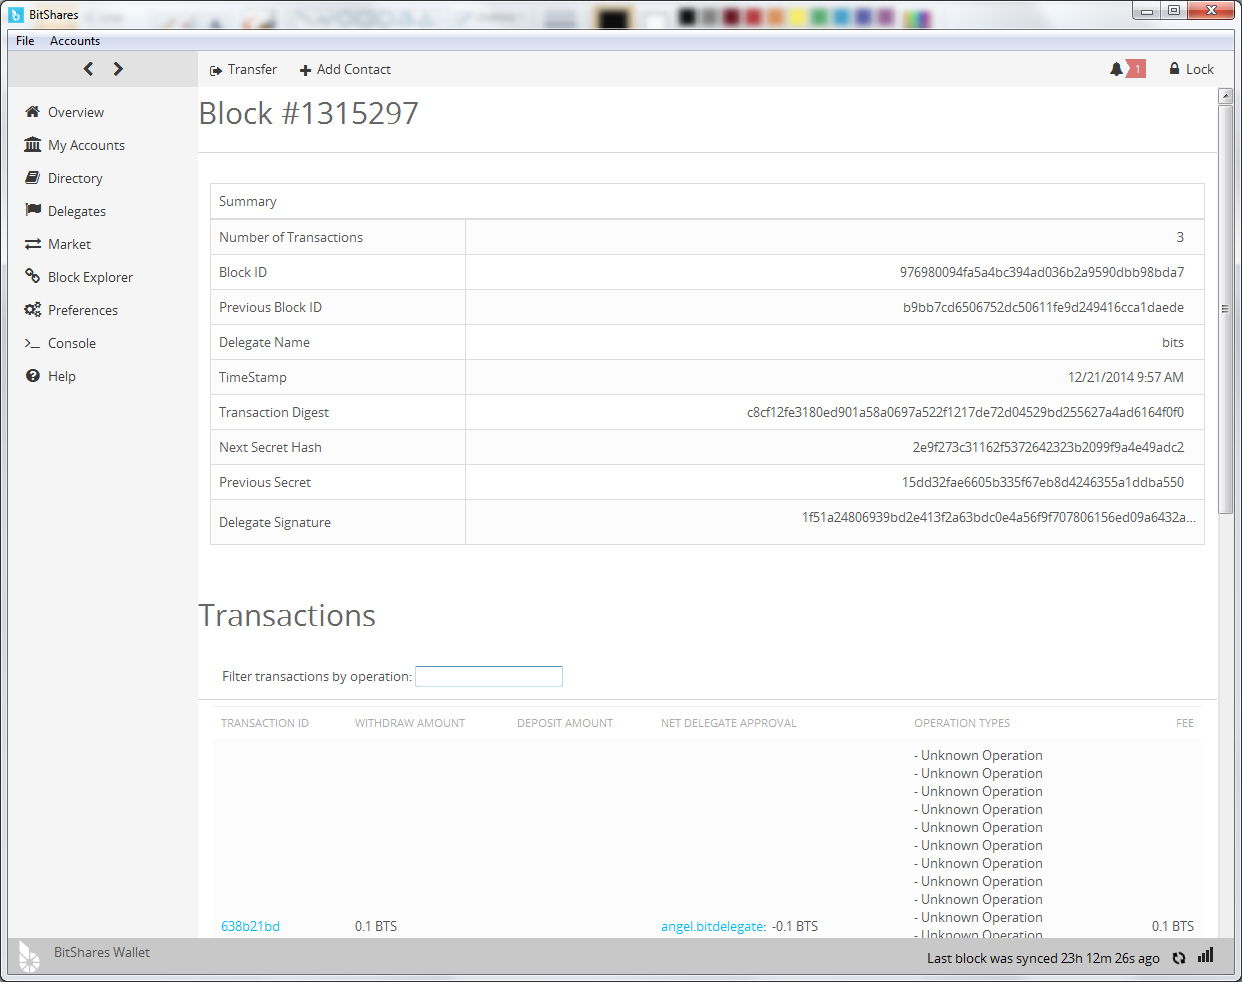 BitShares
File Accounts
Transfer Add Contact 1 Lock
Overview
My Accounts
Directory
Delegates
Market
Block Explorer
Preferences
Console
Help
Block #1315297
Summary
Number of Transactions 3
Block ID 976980094fa5a4bc394ad036b2a9590dbb98bda7
Previous Block ID b9bb7cd6506752dc50611fe9d249416cca1daede
Delegate Name bits
TimeStamp 12/21/2014 9:57 AM
Transaction Digest c8cf12fe3180ed901a58a0697a522f1217de72d04529bd255627a4ad6164f0f0
Next Secret Hash 2e9f273c31162f5372642323b2099f9a4e49adc2
Previous Secret 15dd32fae6605b335f67eb8d4246355a1ddba550
Delegate Signature 1f51a24806939bd2e413f2a63bdc0e4a56f9f707806156ed09a6432a...
Transactions
Filter transactions by operation:
TRANSACTION ID WITHDRAW AMOUNT DEPOSIT AMOUNT NET DELEGATE APPROVAL OPERATION TYPES FEE
- Unknown Operation
- Unknown Operation
- Unknown Operation
- Unknown Operation
- Unknown Operation
- Unknown Operation
- Unknown Operation
- Unknown Operation
- Unknown Operation
- Unknown Operation
638b21bd 0.1 BTS angel.bitdelegate: -0.1 BTS 0.1 BTS
- Unknown Operation
BitShares Wallet
Last block was synced 23h 12m 26s ago